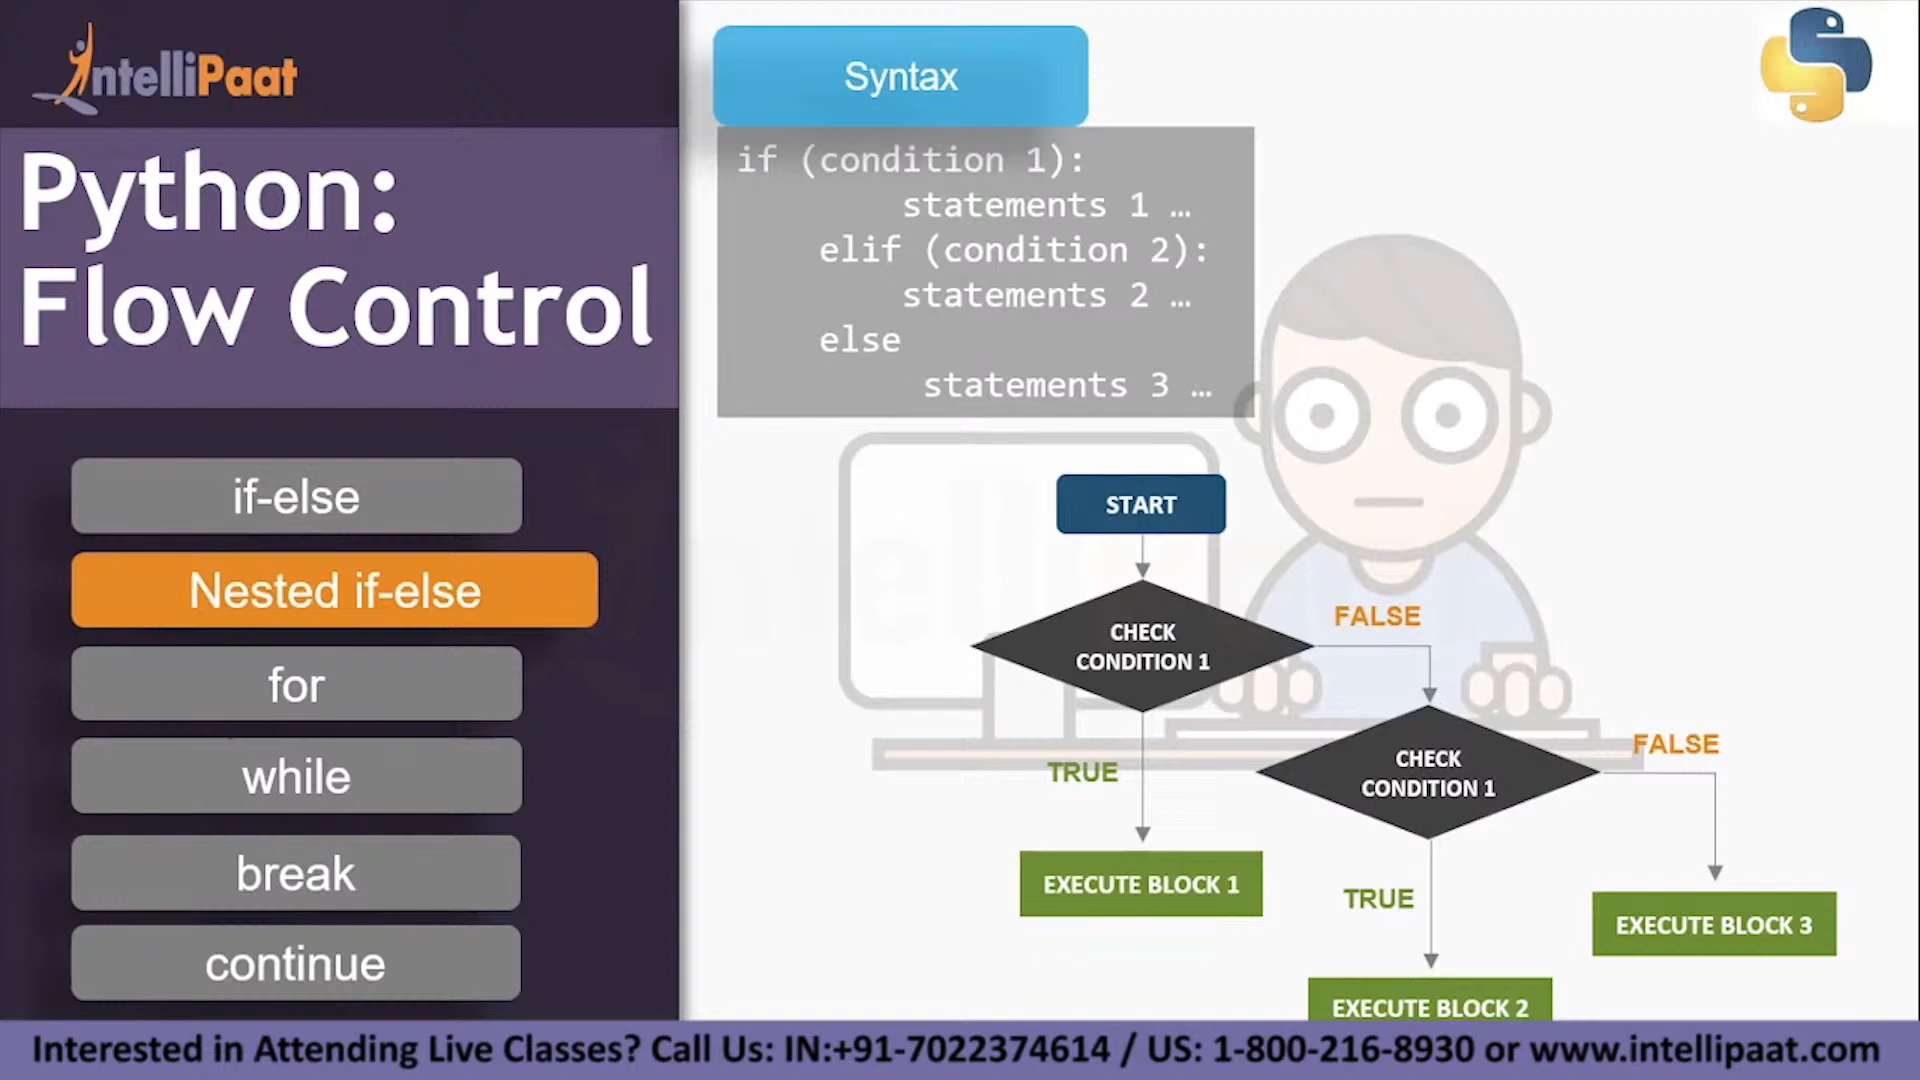 IntelliPaat
Python:
Flow Control
if-else
Nested if-else
for
while
break
continue
Syntax
if (condition 1):
statements 1 …
elif (condition 2):
statements 2 …
else
statements 3 …
START
CHECK
CONDITION 1
FALSE
TRUE
CHECK
CONDITION 1
FALSE
EXECUTE BLOCK 1
TRUE
EXECUTE BLOCK 3
EXECUTE BLOCK 2
Interested in Attending Live Classes? Call Us: IN:+91-7022374614 / US: 1-800-216-8930 or www.intellipaat.com